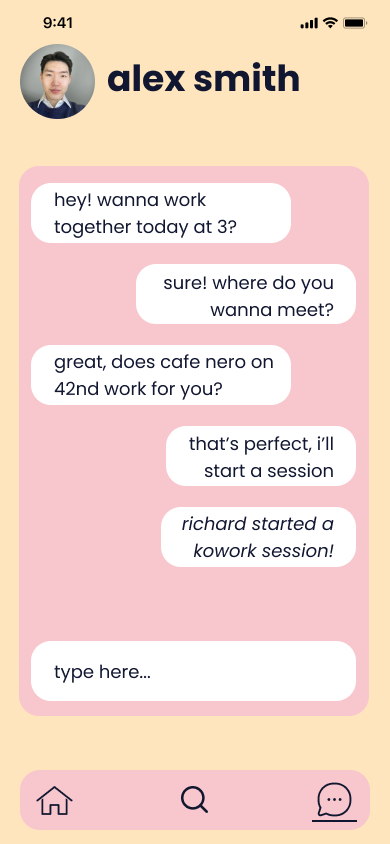 9:41
alex smith
hey! wanna work
together today at 3?
sure! where do you
wanna meet?
great, does cafe nero on
42nd work for you?
that’s perfect, i’ll
start a session
richard started a
kowork session!
type here...